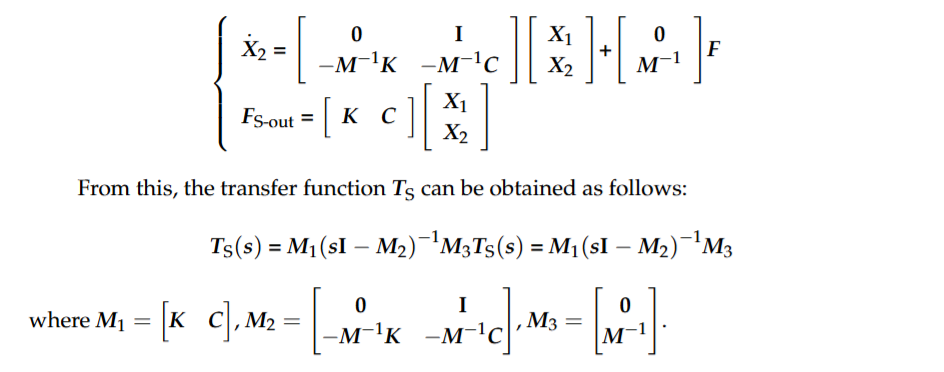 Ẋ₂ = [ 0 I ; −M⁻¹K −M⁻¹C ] [ X₁ ; X₂ ] + [ 0 ; M⁻¹ ] F
F_S-out = [ K C ] [ X₁ ; X₂ ]
From this, the transfer function T_S can be obtained as follows:
T_S(s) = M₁(sI − M₂)⁻¹M₃T_S(s) = M₁(sI − M₂)⁻¹M₃
where M₁ = [K C], M₂ = [ 0 I ; −M⁻¹K −M⁻¹C ], M₃ = [ 0 ; M⁻¹ ].